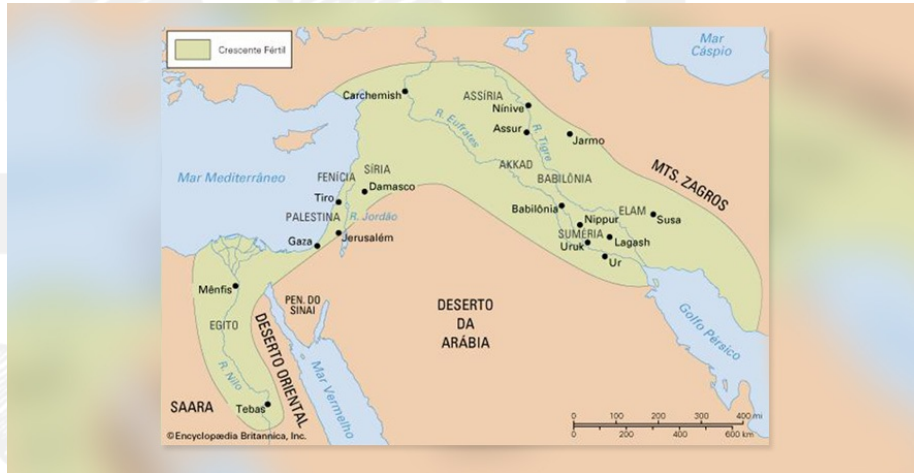 Crescente Fértil
Mar
Cáspio
Carchemish
ASSÍRIA
Nínive
Assur
R. Tigre
Jarmo
R. Eufrates
MTS. ZAGROS
AKKAD
BABILÔNIA
Mar Mediterrâneo
FENÍCIA
SÍRIA
Tiro
Damasco
PALESTINA
R. Jordão
Gaza
Jerusalém
Babilônia
Nippur
ELAM
Susa
SUMÉRIA
Uruk
Lagash
Ur
Mênfis
PEN. DO
SINAI
EGITO
DESERTO ORIENTAL
DESERTO
DA
ARÁBIA
Golfo Pérsico
R. Nilo
Mar Vermelho
SAARA
Tebas
©Encyclopædia Britannica, Inc.
0 100 200 300 400 mi
0 200 400 600 km